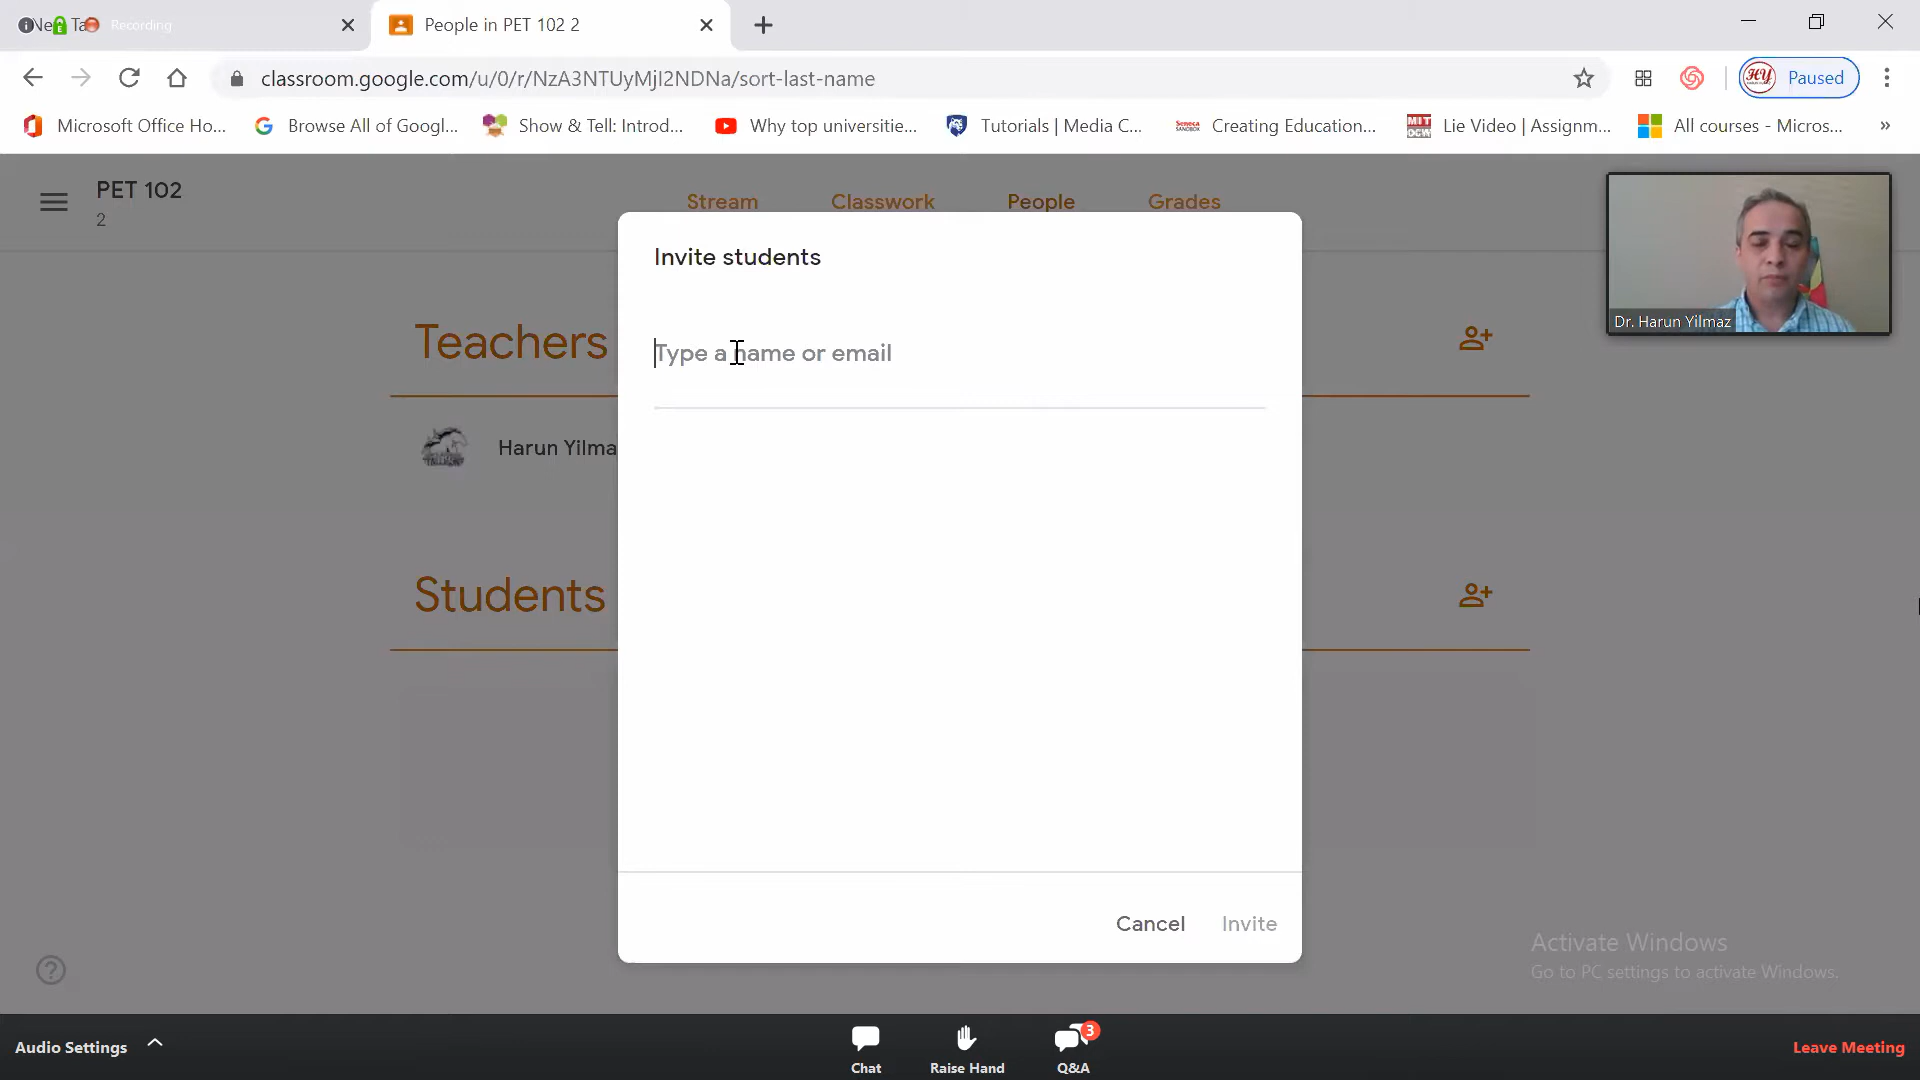 Ne
Ta
Recording
People in PET 102 2
classroom.google.com/u/0/r/NzA3NTUyMjI2NDNa/sort-last-name
Paused
Microsoft Office Ho...
Browse All of Googl...
Show & Tell: Introd...
Why top universitie...
Tutorials | Media C...
Creating Education...
Lie Video | Assignm...
All courses - Micros...
»
PET 102
2
Stream
Classwork
People
Grades
Dr. Harun Yilmaz
Invite students
Type a name or email
Teachers
Harun Yilma
Students
Cancel
Invite
Activate Windows
Go to PC settings to activate Windows.
Audio Settings
Chat
Raise Hand
3
Q&A
Leave Meeting